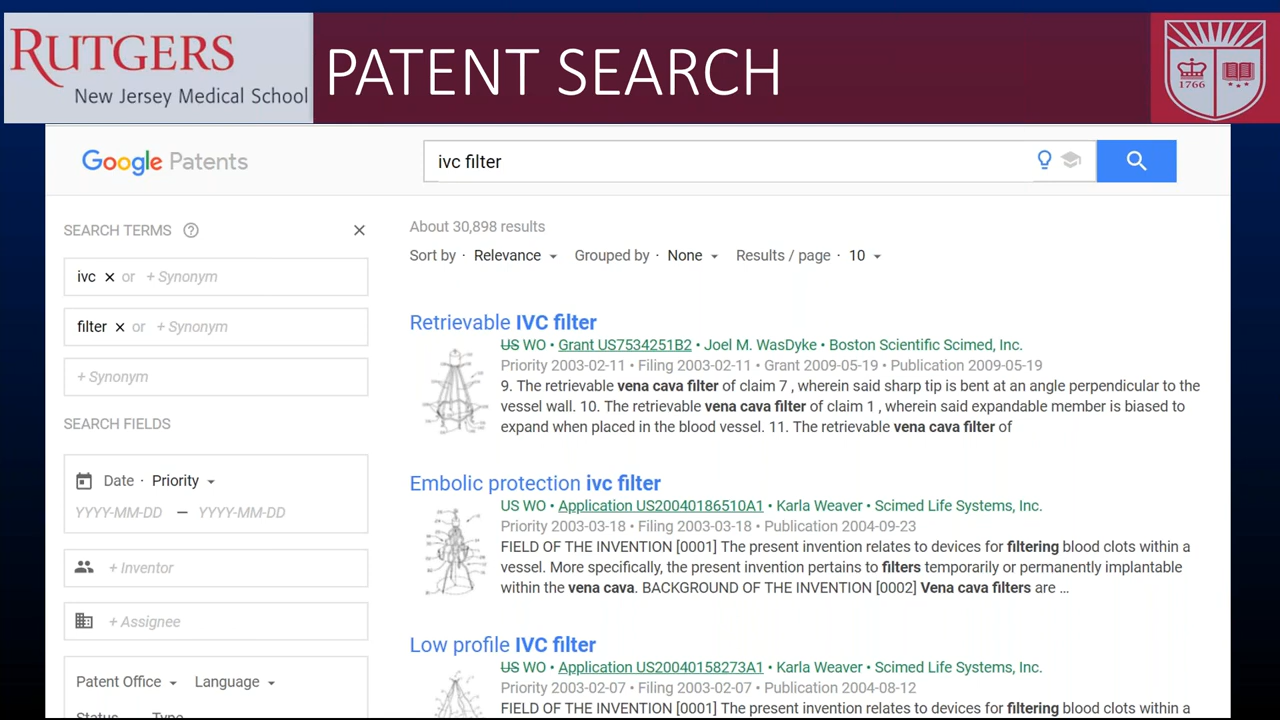 RUTGERS
New Jersey Medical School
PATENT SEARCH
1766
Google Patents
ivc filter
SEARCH TERMS
ivc × or + Synonym
filter × or + Synonym
+ Synonym
SEARCH FIELDS
Date · Priority
YYYY-MM-DD — YYYY-MM-DD
+ Inventor
+ Assignee
Patent Office Language
Status Type
About 30,898 results
Sort by · Relevance Grouped by · None Results / page · 10
Retrievable IVC filter
US WO • Grant US7534251B2 • Joel M. WasDyke • Boston Scientific Scimed, Inc.
Priority 2003-02-11 • Filing 2003-02-11 • Grant 2009-05-19 • Publication 2009-05-19
9. The retrievable vena cava filter of claim 7 , wherein said sharp tip is bent at an angle perpendicular to the
vessel wall. 10. The retrievable vena cava filter of claim 1 , wherein said expandable member is biased to
expand when placed in the blood vessel. 11. The retrievable vena cava filter of
Embolic protection ivc filter
US WO • Application US20040186510A1 • Karla Weaver • Scimed Life Systems, Inc.
Priority 2003-03-18 • Filing 2003-03-18 • Publication 2004-09-23
FIELD OF THE INVENTION [0001] The present invention relates to devices for filtering blood clots within a
vessel. More specifically, the present invention pertains to filters temporarily or permanently implantable
within the vena cava. BACKGROUND OF THE INVENTION [0002] Vena cava filters are ...
Low profile IVC filter
US WO • Application US20040158273A1 • Karla Weaver • Scimed Life Systems, Inc.
Priority 2003-02-07 • Filing 2003-02-07 • Publication 2004-08-12
FIELD OF THE INVENTION [0001] The present invention relates to devices for filtering blood clots within a